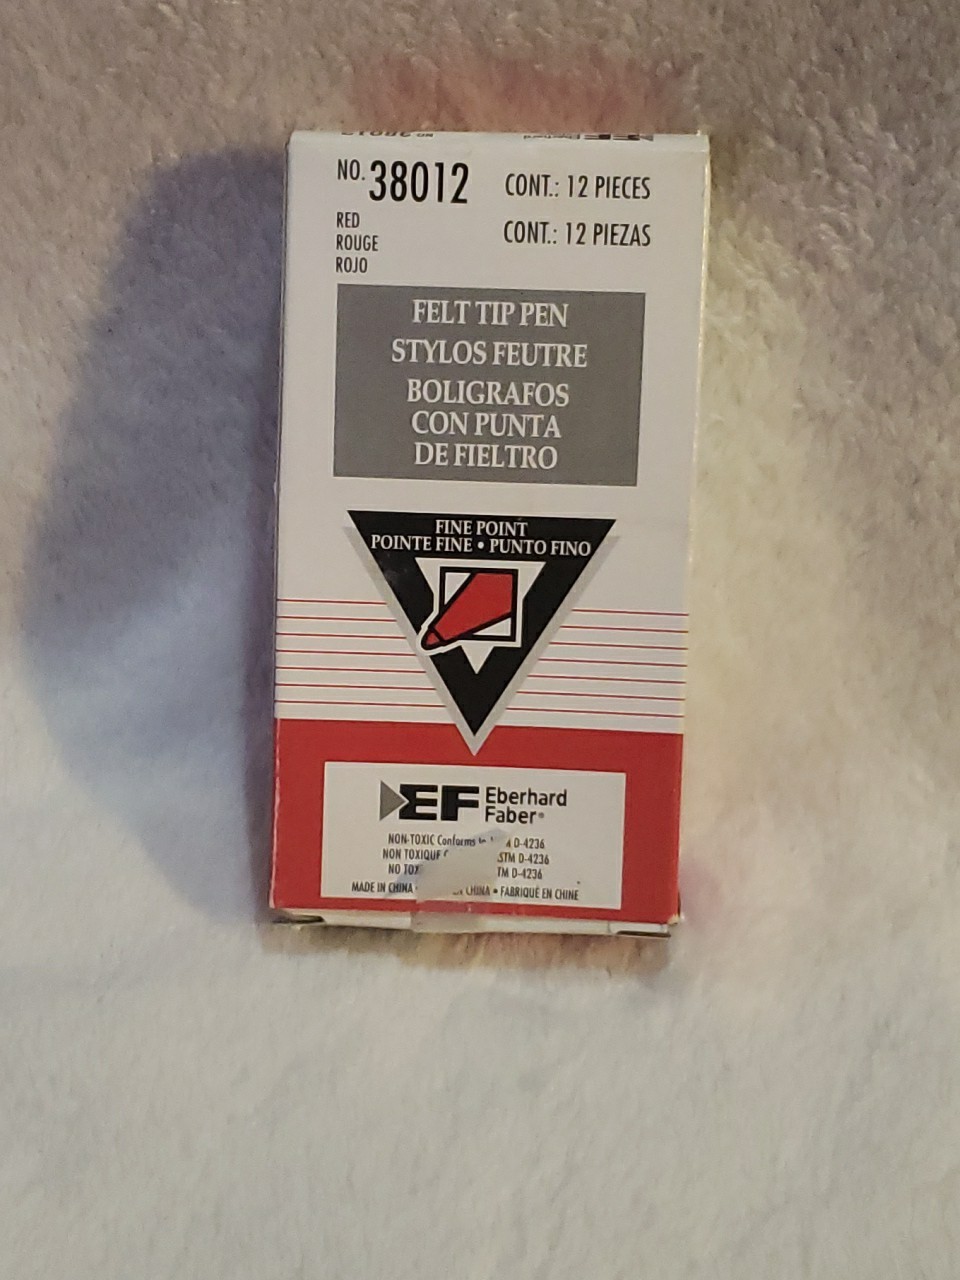 NO. 38012
CONT.: 12 PIECES
CONT.: 12 PIEZAS
RED
ROUGE
ROJO
FELT TIP PEN
STYLOS FEUTRE
BOLIGRAFOS
CON PUNTA
DE FIELTRO
FINE POINT
POINTE FINE • PUNTO FINO
EF Eberhard
Faber®
NON-TOXIC Conforms D-4236
NON TOXIQUE D-4236
NO D-4236
MADE IN CHINA • CHINA • FABRIQUÉ EN CHINE